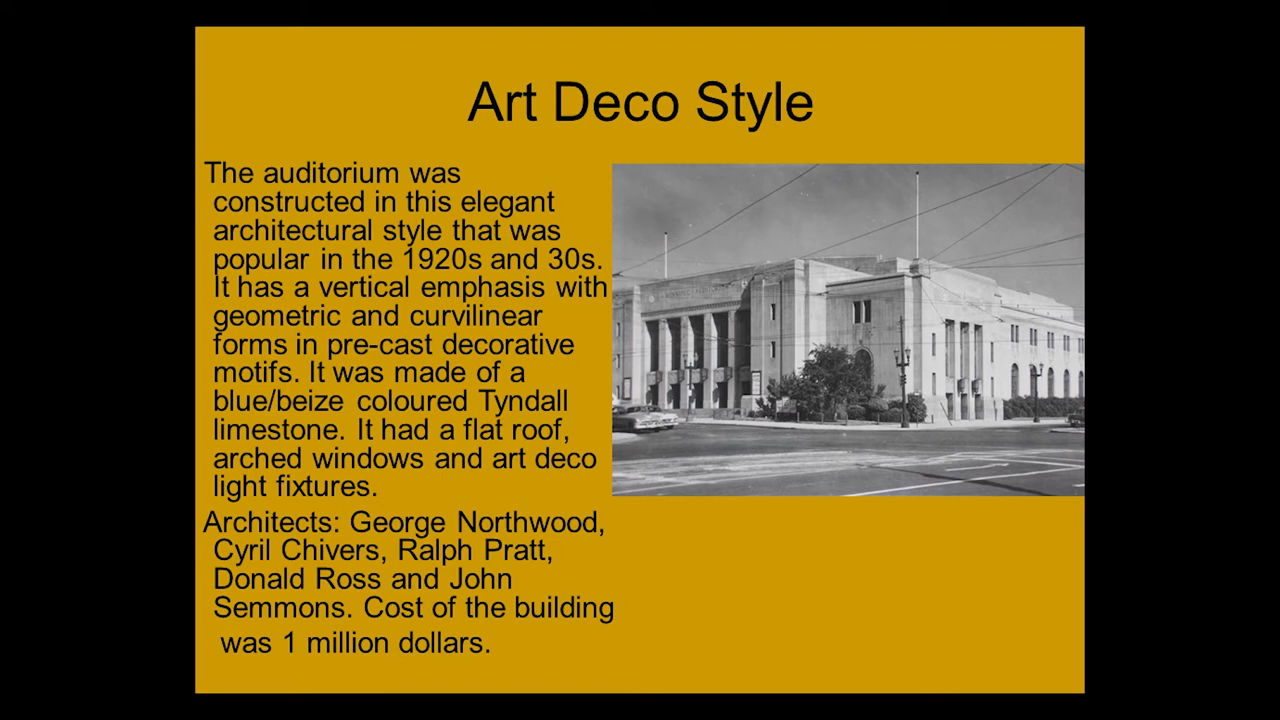 Art Deco Style
The auditorium was
constructed in this elegant
architectural style that was
popular in the 1920s and 30s.
It has a vertical emphasis with
geometric and curvilinear
forms in pre-cast decorative
motifs. It was made of a
blue/beize coloured Tyndall
limestone. It had a flat roof,
arched windows and art deco
light fixtures.
Architects: George Northwood,
Cyril Chivers, Ralph Pratt,
Donald Ross and John
Semmons. Cost of the building
was 1 million dollars.